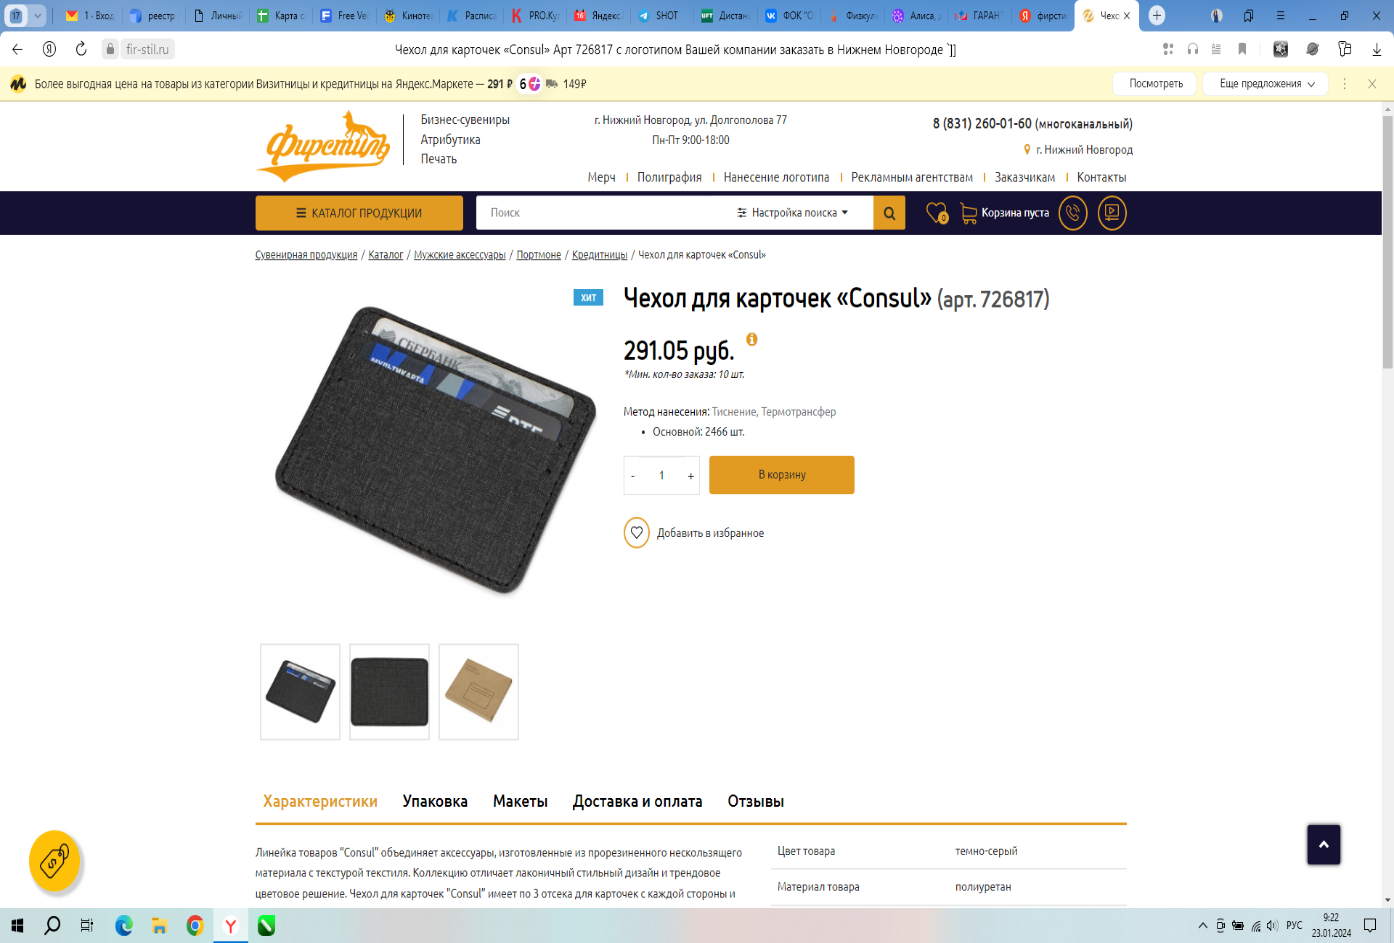 17
1 - Вход
реестр
Личный
Карта с
Free Vec
Киноте
Распис
PRO.Ку
Яндекс
SHOT
Дистан
ФОК "О
Физкул
Алиса, д
ГАРАНТ
фирсти
Чехо
fir-stil.ru
Чехол для карточек «Consul» Арт 726817 с логотипом Вашей компании заказать в Нижнем Новгороде `]]
Более выгодная цена на товары из категории Визитницы и кредитницы на Яндекс.Маркете — 291 ₽ 6 149₽
Посмотреть
Еще предложения
Фирстиль
Бизнес-сувениры
Атрибутика
Печать
г. Нижний Новгород, ул. Долгополова 77
Пн-Пт 9:00-18:00
8 (831) 260-01-60 (многоканальный)
г. Нижний Новгород
Мерч | Полиграфия | Нанесение логотипа | Рекламным агентствам | Заказчикам | Контакты
КАТАЛОГ ПРОДУКЦИИ
Поиск
Настройка поиска
0
Корзина пуста
Сувенирная продукция / Каталог / Мужские аксессуары / Портмоне / Кредитницы / Чехол для карточек «Consul»
ХИТ
Чехол для карточек «Consul» (арт. 726817)
СБЕРБАНК
МУЛЬТИКАРТА
291.05 руб.
*Мин. кол-во заказа: 10 шт.
Метод нанесения: Тиснение, Термотрансфер
• Основной: 2466 шт.
- 1 +
В корзину
Добавить в избранное
Характеристики
Упаковка
Макеты
Доставка и оплата
Отзывы
Линейка товаров “Consul” объединяет аксессуары, изготовленные из прорезиненного нескользящего
материала с текстурой текстиля. Коллекцию отличает лаконичный стильный дизайн и трендовое
цветовое решение. Чехол для карточек "Consul" имеет по 3 отсека для карточек с каждой стороны и
Цвет товара темно-серый
Материал товара полиуретан
РУС
9:22
23.01.2024